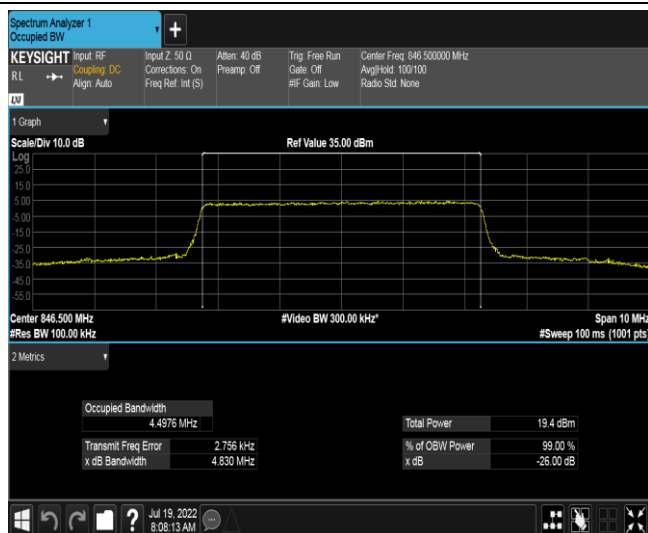 Spectrum Analyzer 1
Occupied BW
+
KEYSIGHT Input: RF Input Z: 50 Ω Atten: 40 dB Trig: Free Run Center Freq: 846.500000 MHz
RL Coupling: DC Corrections: On Preamp: Off Gate: Off Avg|Hold: 100/100
Align: Auto Freq Ref: Int (S) #IF Gain: Low Radio Std: None
LXI
1 Graph
Scale/Div 10.0 dB Ref Value 35.00 dBm
Log
25.0
15.0
5.00
-5.00
-15.0
-25.0
-35.0
-45.0
-55.0
Center 846.500 MHz #Video BW 300.00 kHz* Span 10 MHz
#Res BW 100.00 kHz #Sweep 100 ms (1001 pts)
2 Metrics
Occupied Bandwidth
4.4976 MHz Total Power 19.4 dBm
Transmit Freq Error 2.756 kHz % of OBW Power 99.00 %
x dB Bandwidth 4.830 MHz x dB -26.00 dB
? Jul 19, 2022
8:08:13 AM